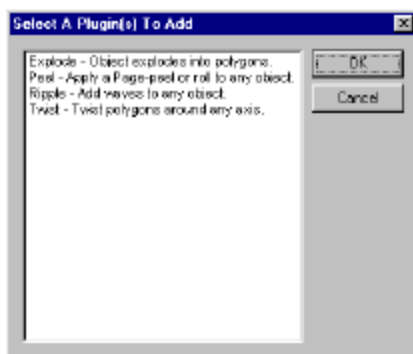 Select A Plugin(s) To Add
Explode - Object explodes into polygons.
Peel - Apply a Page-peel or roll to any object.
Ripple - Add waves to any object.
Twist - Twist polygons around any axis.
OK
Cancel